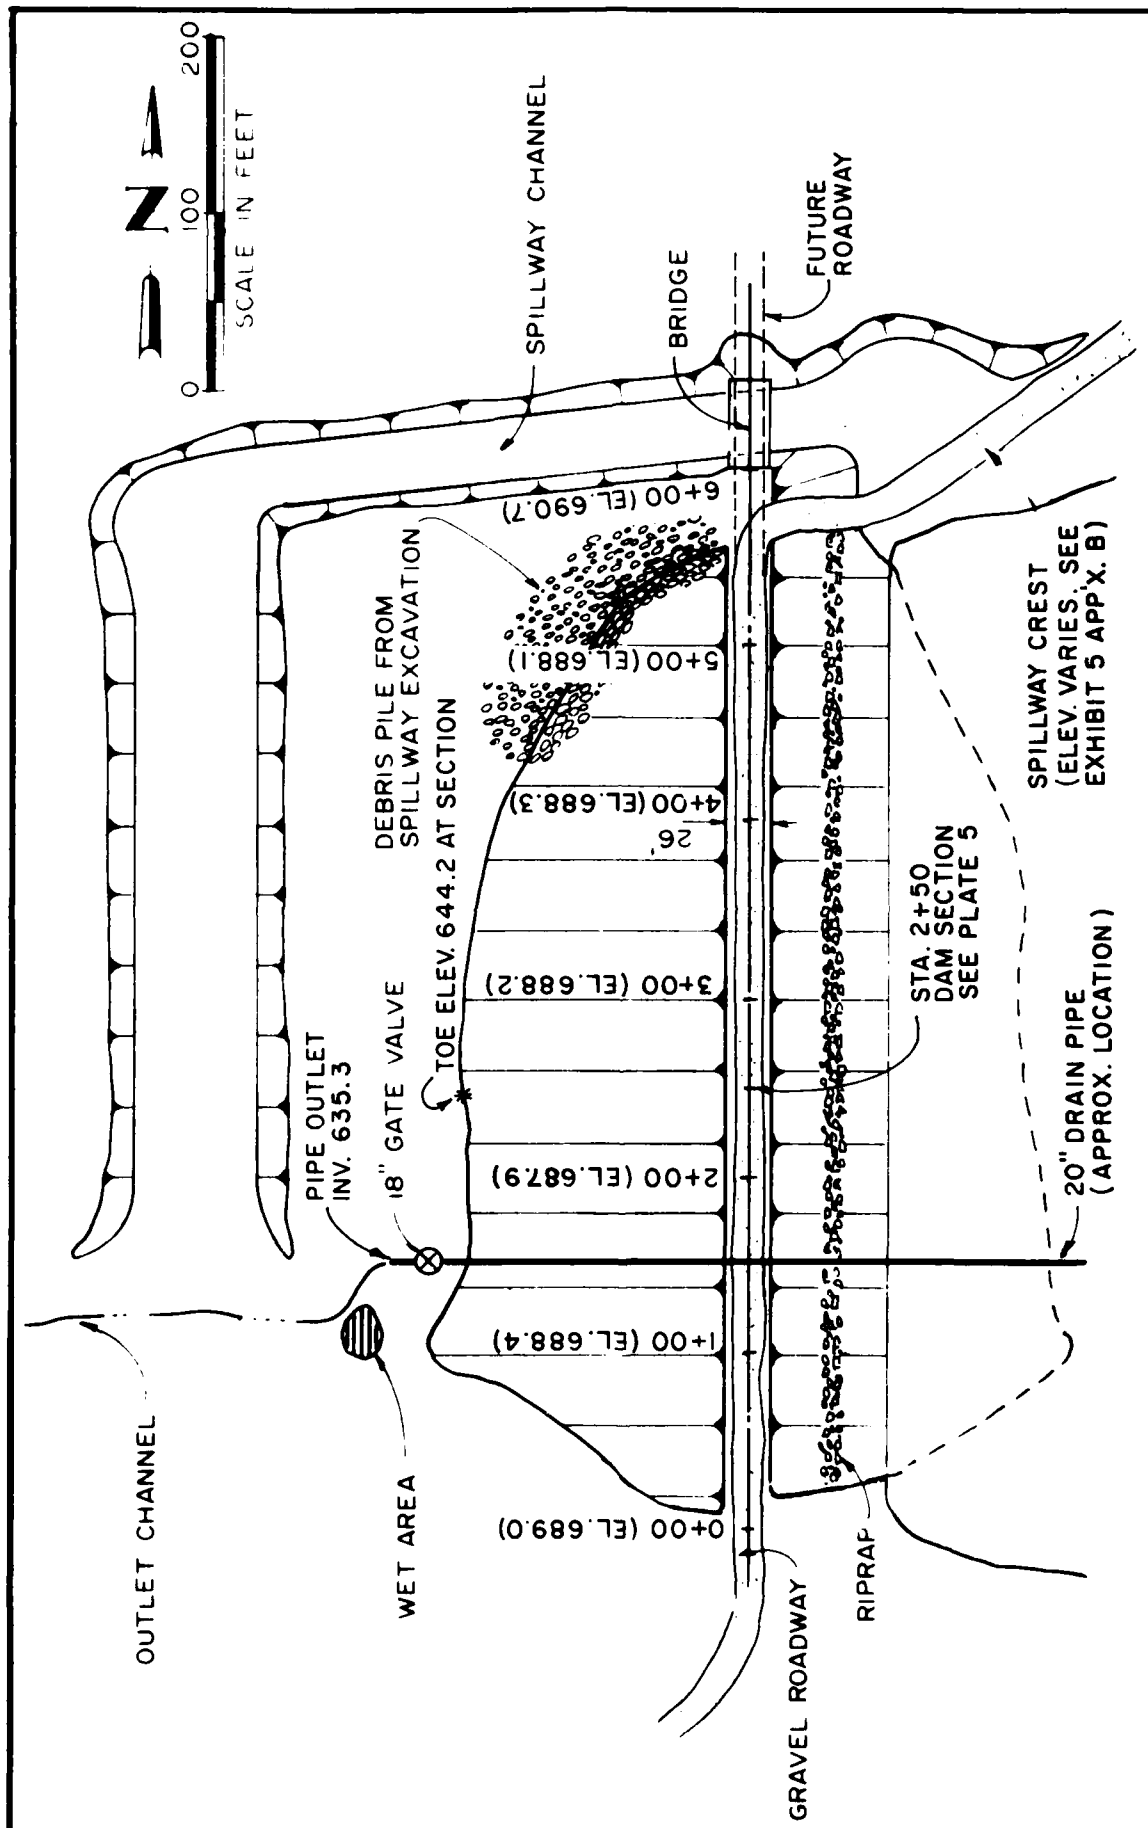 N
0 100 200
SCALE IN FEET
OUTLET CHANNEL
WET AREA
PIPE OUTLET
INV. 635.3
18" GATE VALVE
TOE ELEV. 644.2 AT SECTION
DEBRIS PILE FROM
SPILLWAY EXCAVATION
SPILLWAY CHANNEL
BRIDGE
FUTURE
ROADWAY
0+00 (EL. 689.0)
1+00 (EL. 688.4)
2+00 (EL. 687.9)
3+00 (EL. 688.2)
4+00 (EL. 688.3)
5+00 (EL. 688.1)
6+00 (EL. 690.7)
26'
GRAVEL ROADWAY
RIPRAP
STA. 2+50
DAM SECTION
SEE PLATE 5
20" DRAIN PIPE
(APPROX. LOCATION)
SPILLWAY CREST
(ELEV. VARIES. SEE
EXHIBIT 5 APP'X. B)